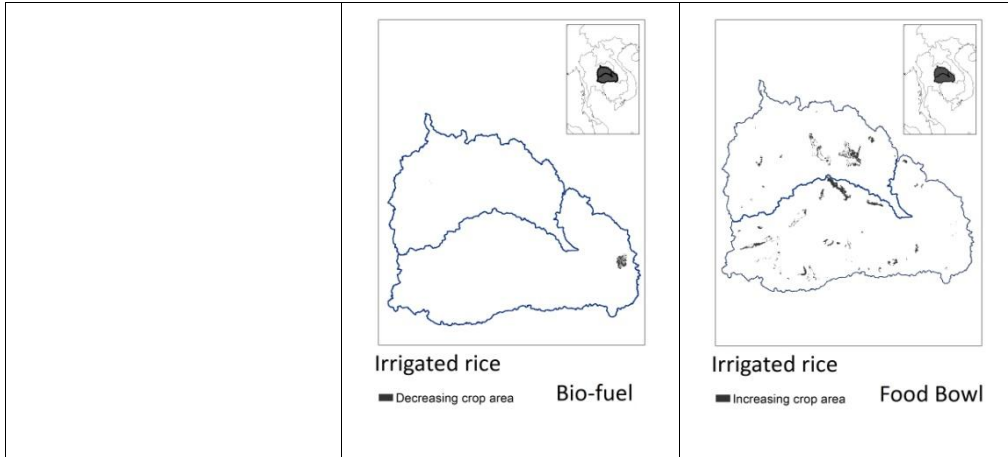 Irrigated rice
Decreasing crop area
Bio-fuel
Irrigated rice
Increasing crop area
Food Bowl